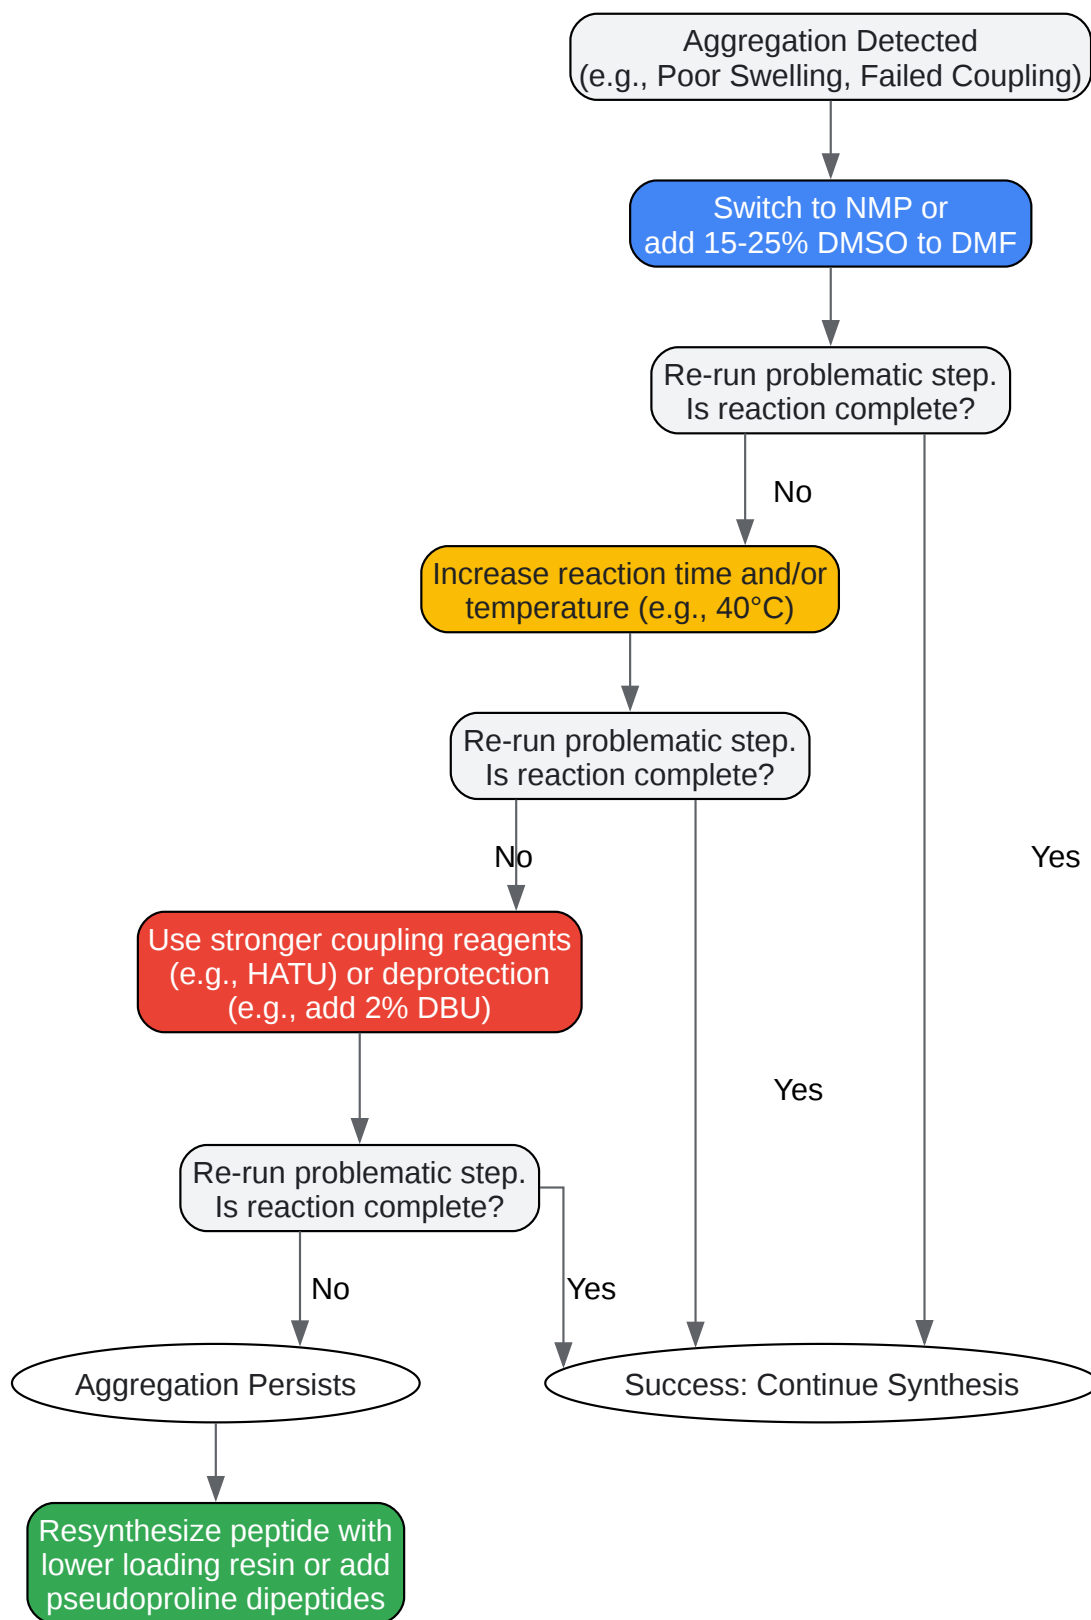 Aggregation Detected
(e.g., Poor Swelling, Failed Coupling)
Switch to NMP or
add 15-25% DMSO to DMF
Re-run problematic step.
Is reaction complete?
No
Increase reaction time and/or
temperature (e.g., 40°C)
Re-run problematic step.
Is reaction complete?
No
Yes
Use stronger coupling reagents
(e.g., HATU) or deprotection
(e.g., add 2% DBU)
Yes
Re-run problematic step.
Is reaction complete?
No
Yes
Aggregation Persists
Success: Continue Synthesis
Resynthesize peptide with
lower loading resin or add
pseudoproline dipeptides